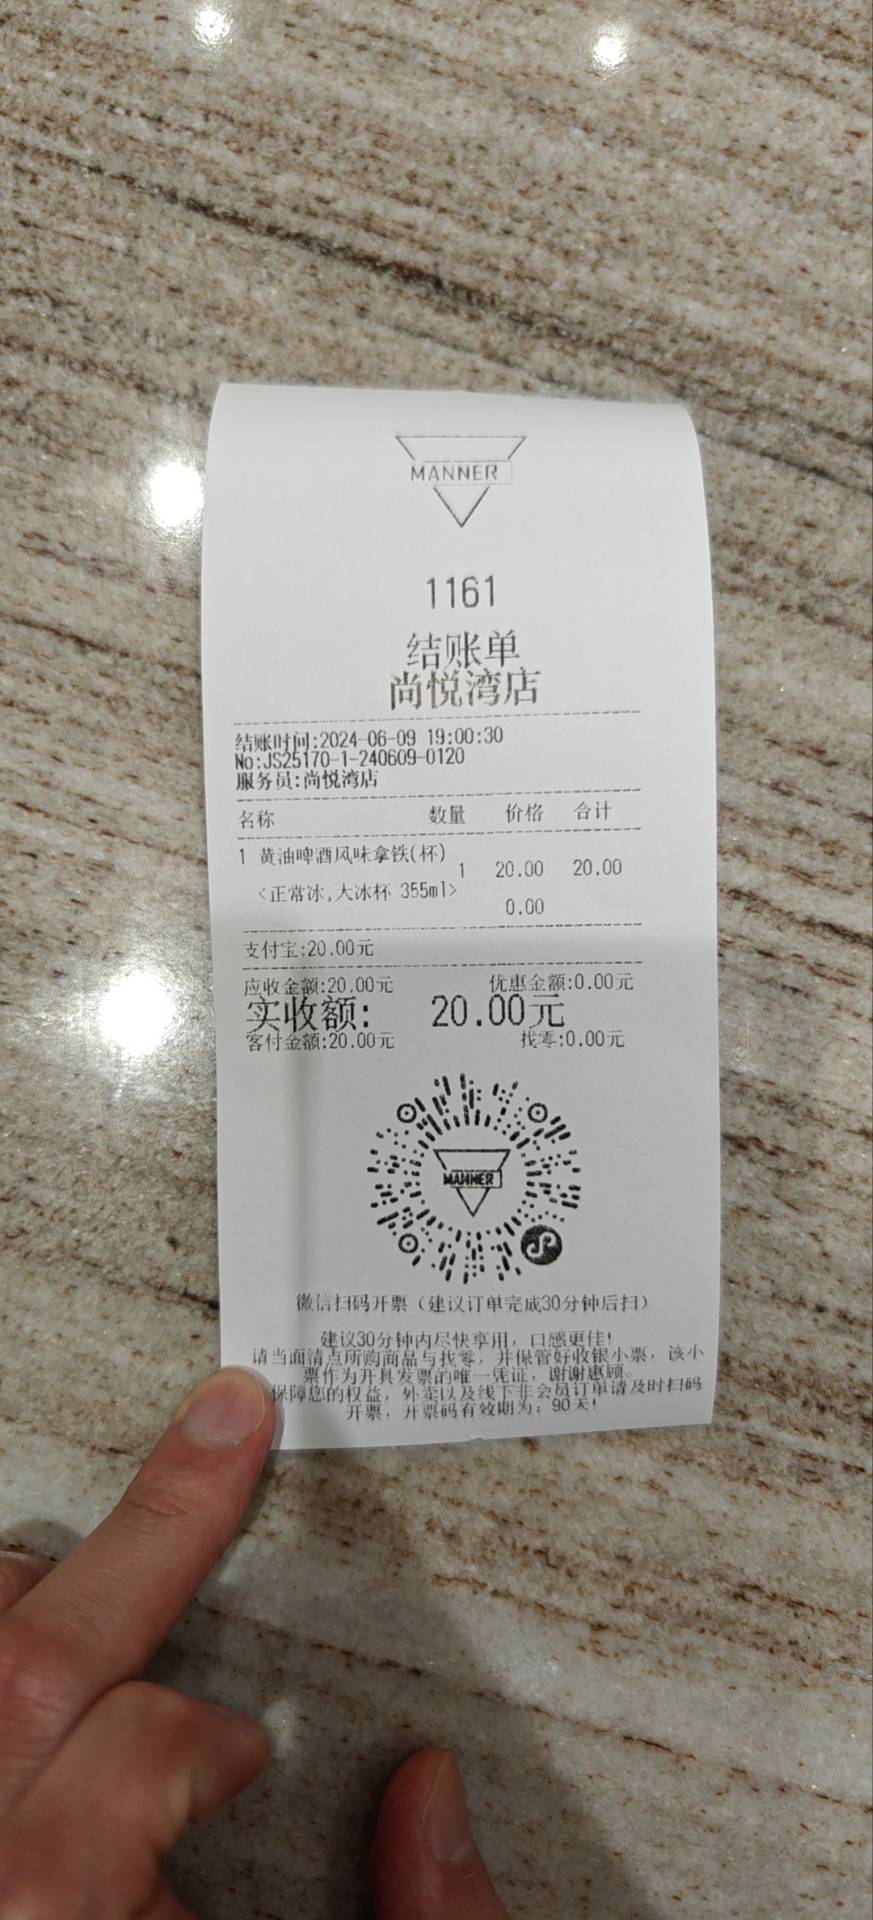 MANNER
1161
结账单
尚悦湾店
结账时间:2024-06-09 19:00:30
No:JS25170-1-240609-0120
服务员:尚悦湾店
名称 数量 价格 合计
1 黄油啤酒风味拿铁(杯)
1 20.00 20.00
<正常冰,大冰杯 355ml>
0.00
支付宝:20.00元
应收金额:20.00元 优惠金额:0.00元
实收额: 20.00元
客付金额:20.00元 找零:0.00元
MANNER
微信扫码开票（建议订单完成30分钟后扫）
建议30分钟内尽快享用，口感更佳!
请当面清点所购商品与找零，并保管好收银小票，该小
票作为开具发票的唯一凭证，谢谢惠顾。
保障您的权益，外卖以及线下非会员订单请及时扫码
开票，开票码有效期为：90天!